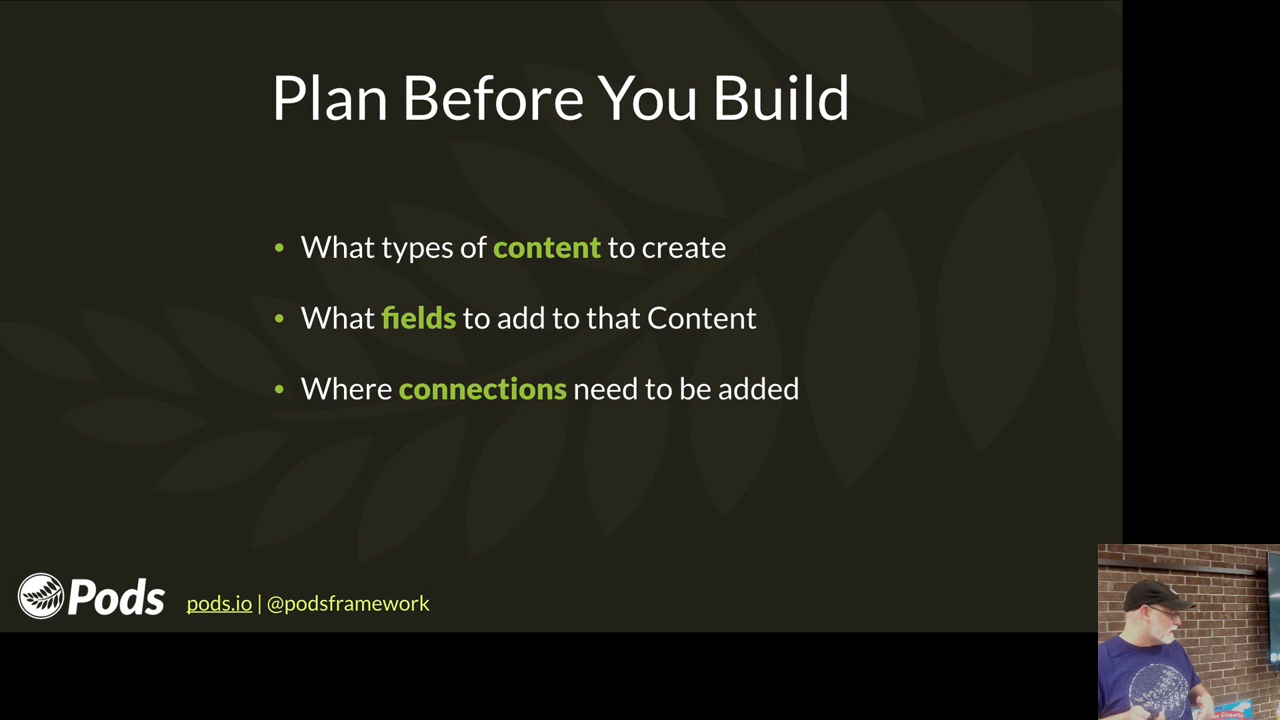 Plan Before You Build
• What types of content to create
• What fields to add to that Content
• Where connections need to be added
Pods pods.io | @podsframework